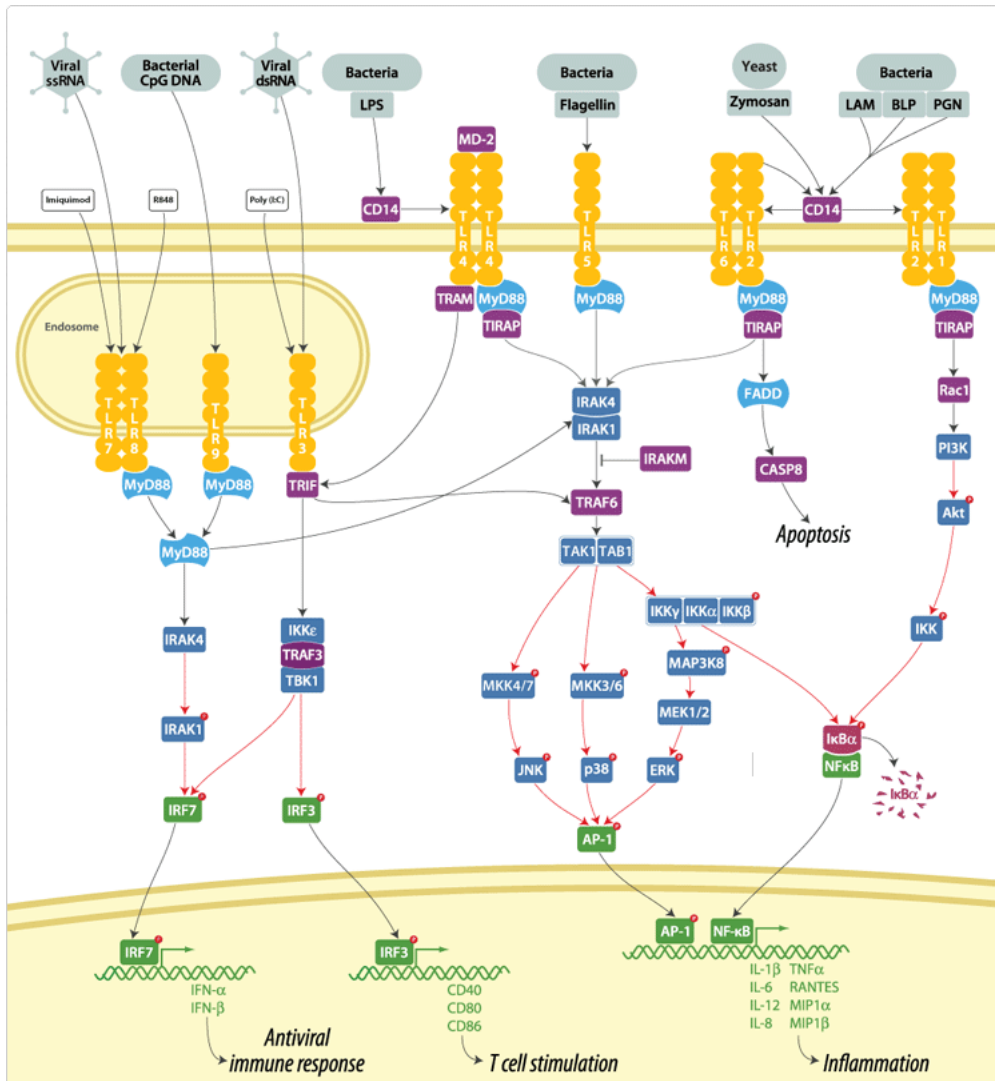 Viral
ssRNA
Bacterial
CpG DNA
Viral
dsRNA
Bacteria
LPS
Bacteria
Flagellin
Yeast
Zymosan
Bacteria
LAM BLP PGN
MD-2
Imiquimod
R848
Poly (I:C)
CD14
CD14
TLR4
TLR4
TLR5
TLR6
TLR2
TLR2
TLR1
TRAM
MyD88
TIRAP
MyD88
MyD88
TIRAP
MyD88
TIRAP
Endosome
TLR7
TLR8
TLR9
TLR3
MyD88
MyD88
TRIF
MyD88
IRAK4
IRAK1
IRAKM
TRAF6
TAK1 TAB1
FADD
CASP8
Apoptosis
Rac1
PI3K
Akt P
IKK P
IRAK4
IRAK1 P
IKKε
TRAF3
TBK1
IKKγ IKKα IKKβ P
MKK4/7 P
MKK3/6 P
MAP3K8 P
MEK1/2
JNK P
p38 P
ERK P
IκBα P
NFκB
IκBα
IRF7 P
IRF3 P
AP-1 P
IRF7 P
IFN-α
IFN-β
Antiviral
immune response
IRF3 P
CD40
CD80
CD86
T cell stimulation
AP-1 P
NF-κB
IL-1β TNFα
IL-6 RANTES
IL-12 MIP1α
IL-8 MIP1β
Inflammation